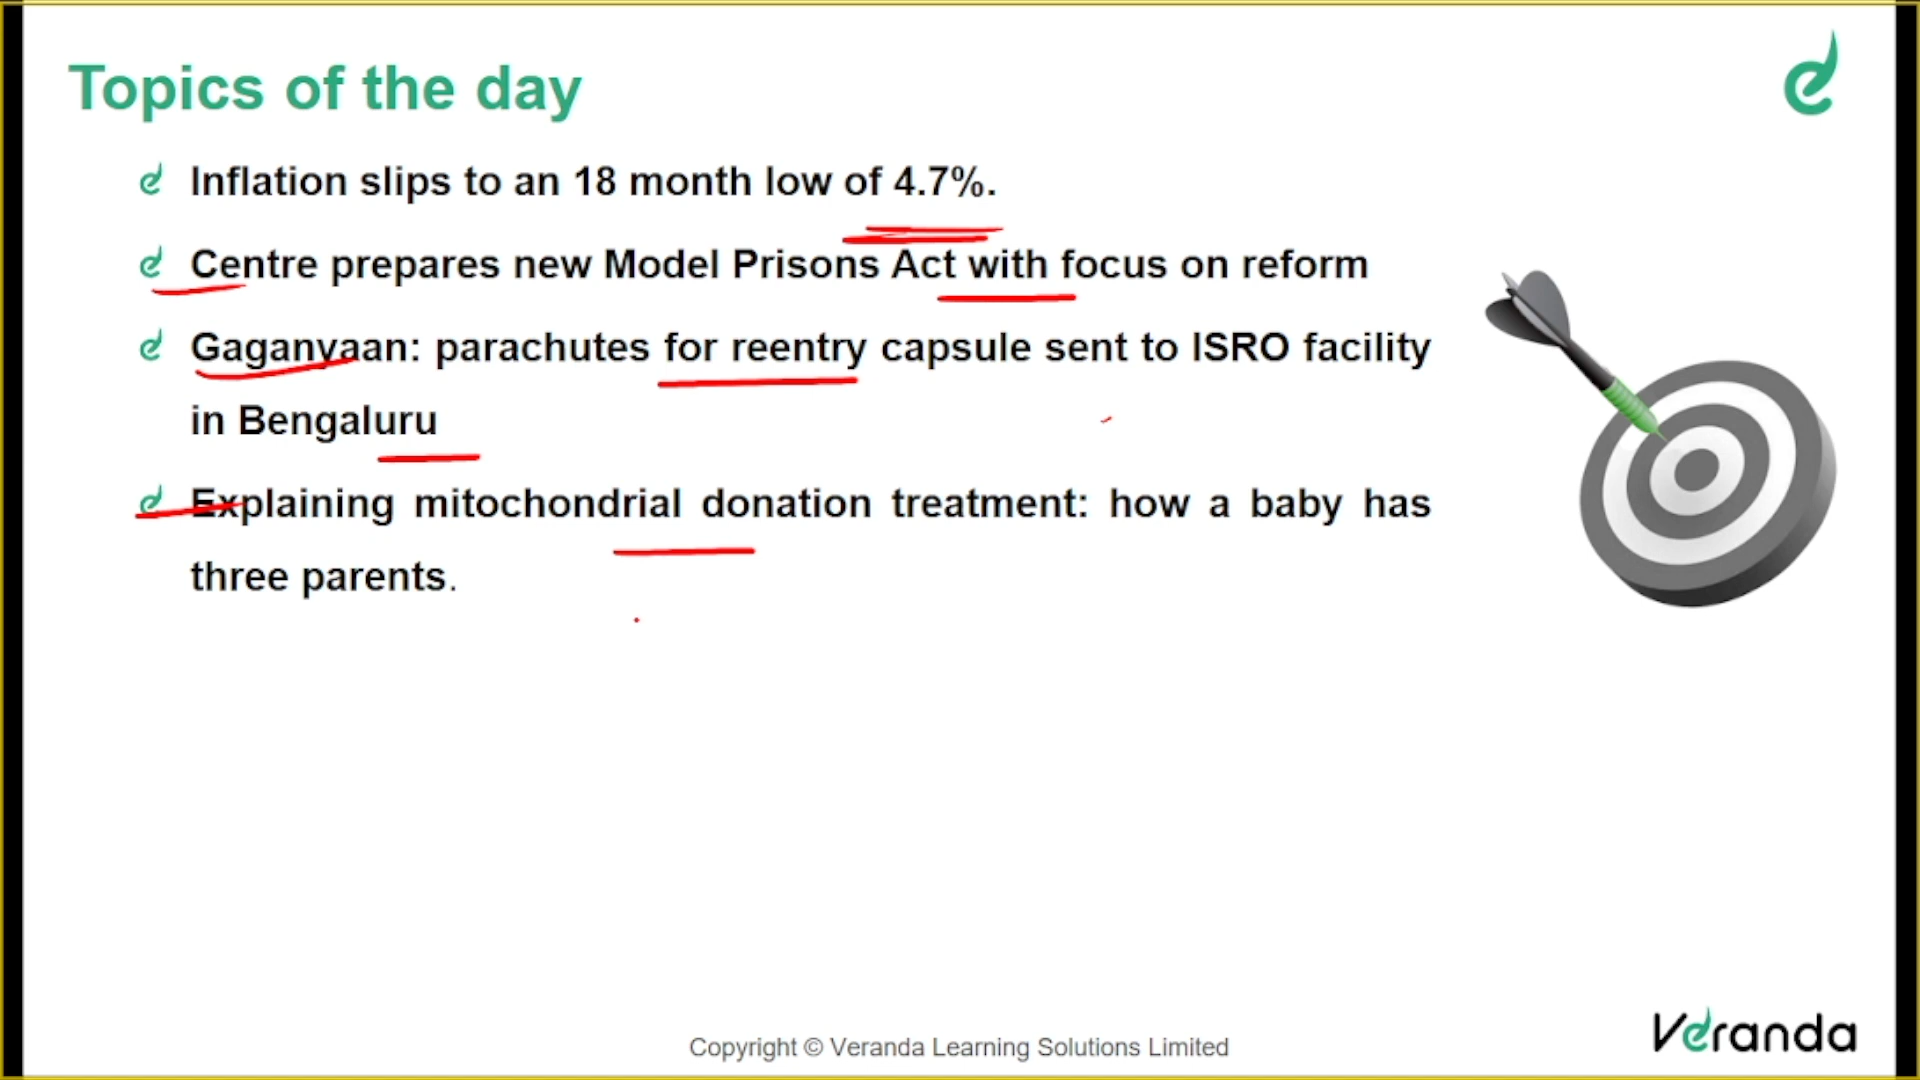 Topics of the day
Inflation slips to an 18 month low of 4.7%.
Centre prepares new Model Prisons Act with focus on reform
Gaganyaan: parachutes for reentry capsule sent to ISRO facility
in Bengaluru
Explaining mitochondrial donation treatment: how a baby has
three parents.
Copyright © Veranda Learning Solutions Limited
Veranda